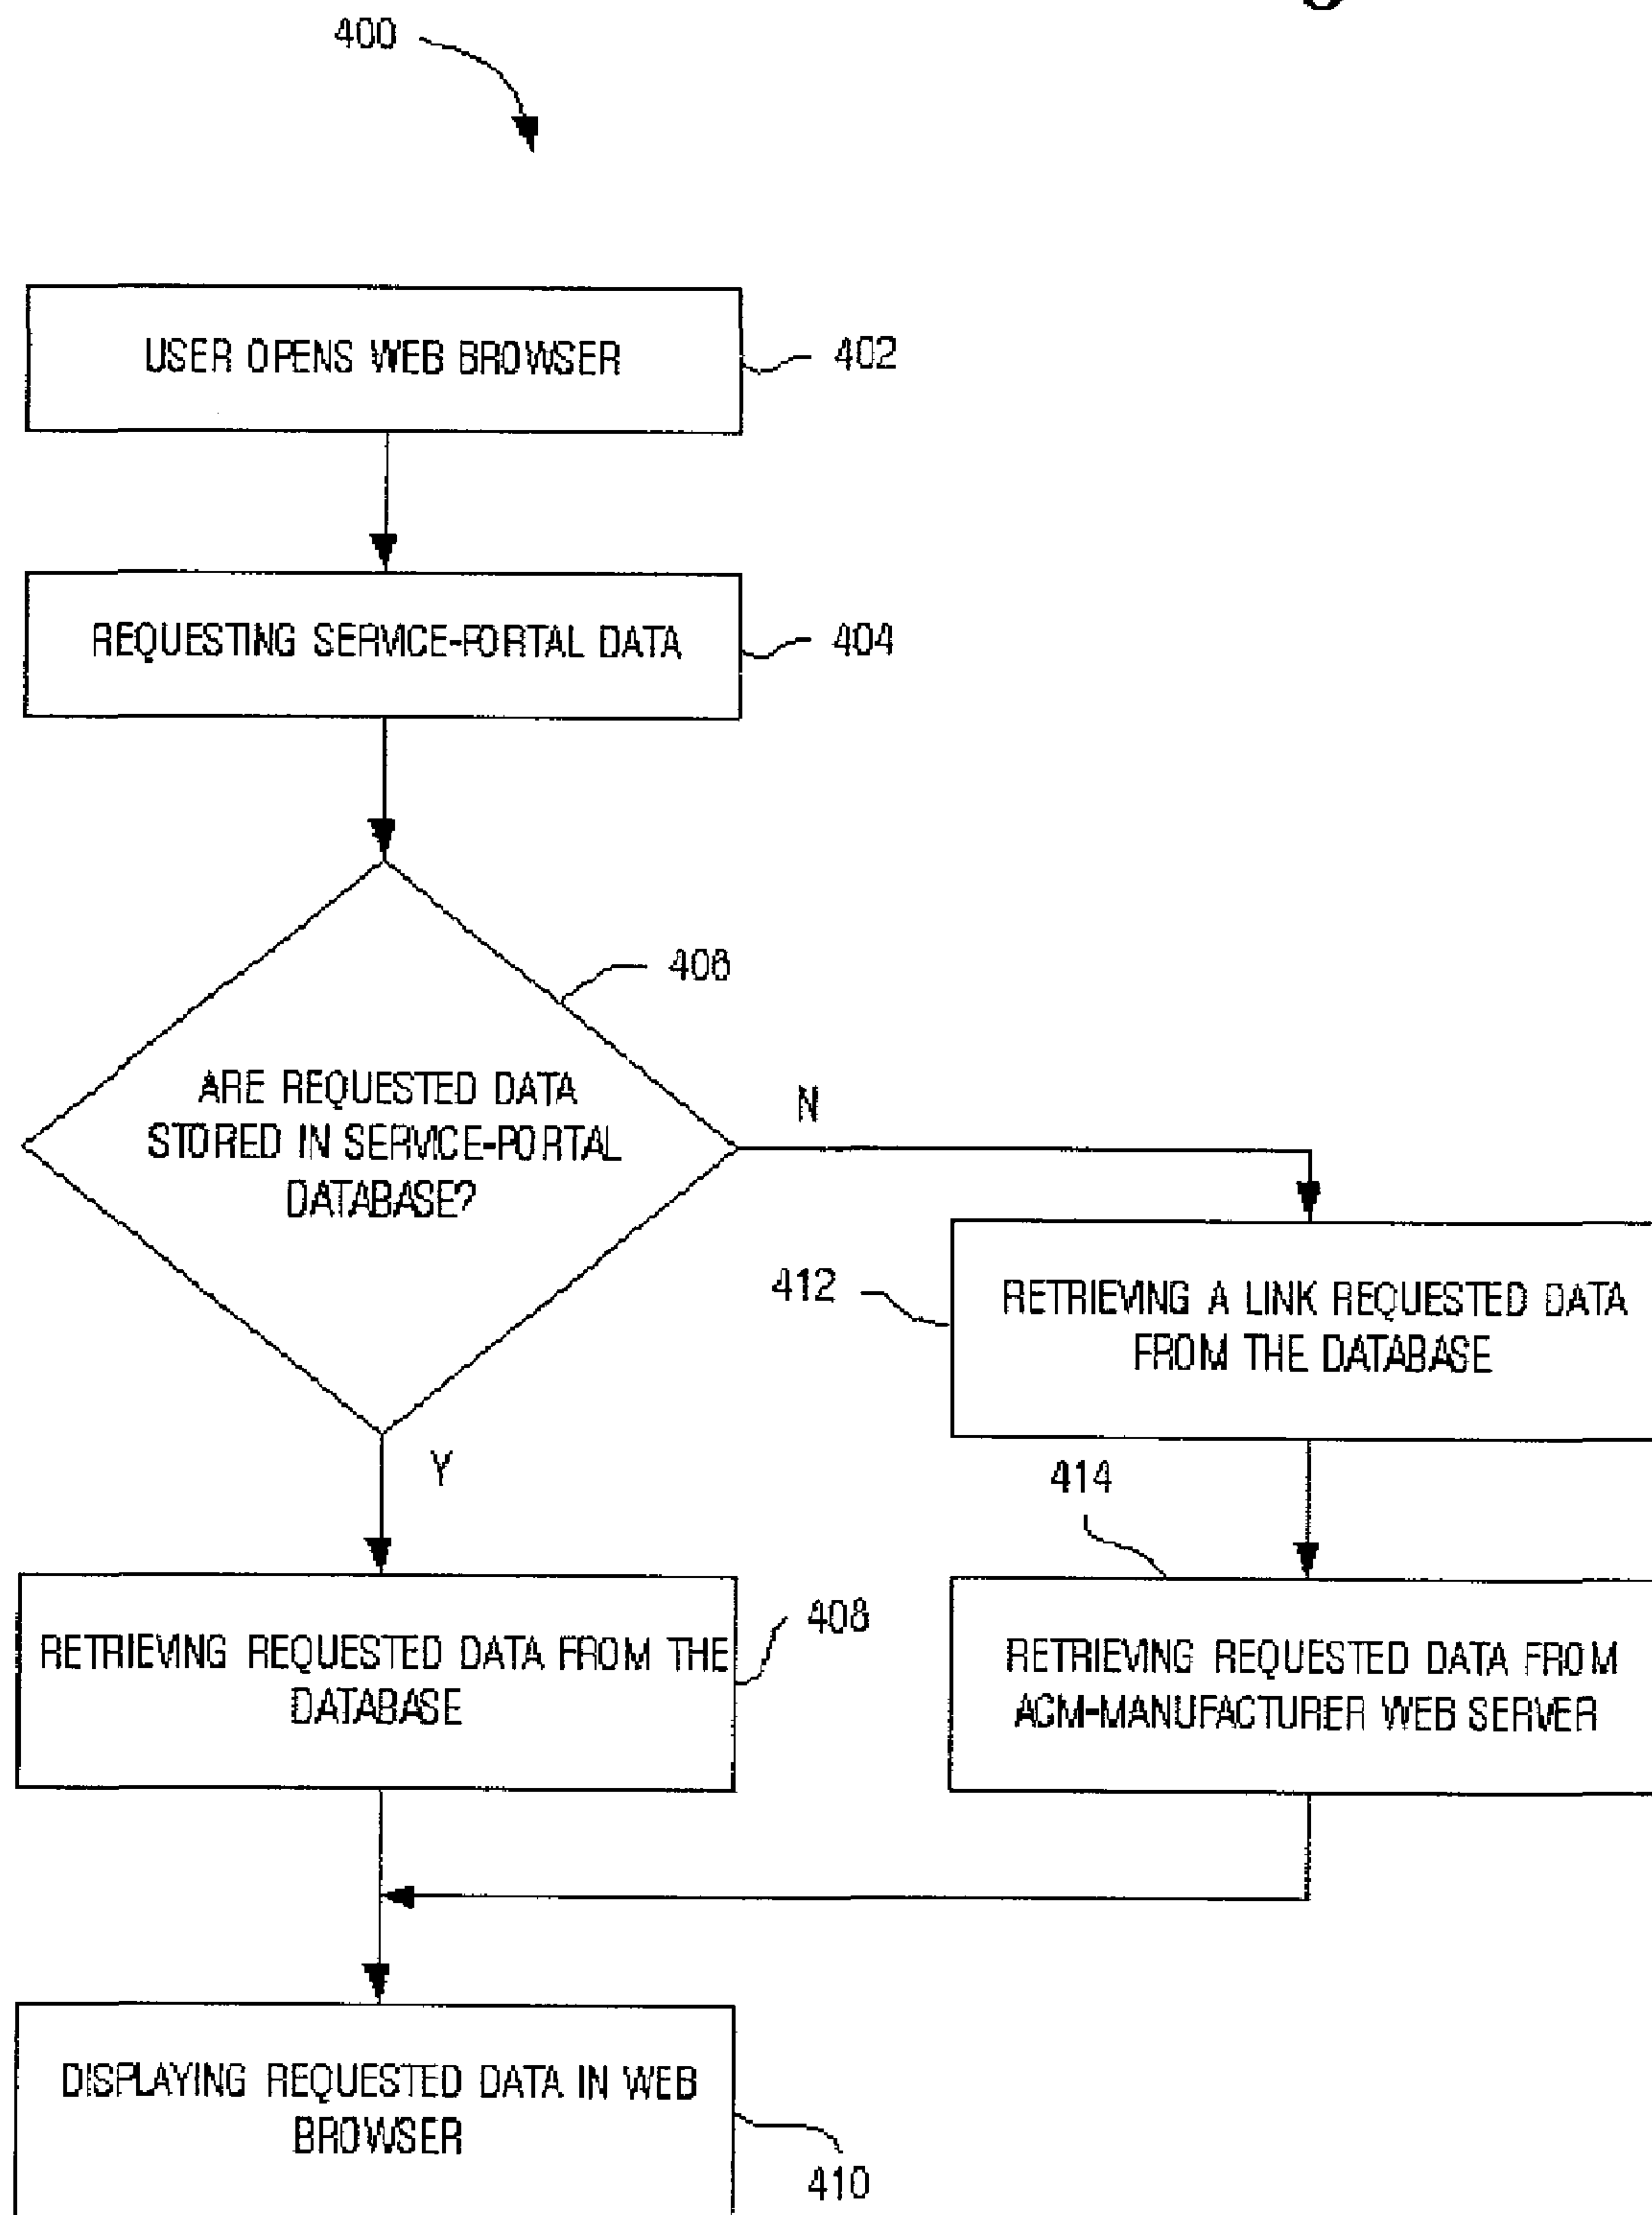 400
USER OPENS WEB BROWSER
402
REQUESTING SERVICE-PORTAL DATA
404
406
ARE REQUESTED DATA
STORED IN SERVICE-PORTAL
DATABASE?
N
412
RETRIEVING A LINK REQUESTED DATA
FROM THE DATABASE
Y
414
408
RETRIEVING REQUESTED DATA FROM THE
DATABASE
RETRIEVING REQUESTED DATA FROM
ACM-MANUFACTURER WEB SERVER
DISPLAYING REQUESTED DATA IN WEB
BROWSER
410